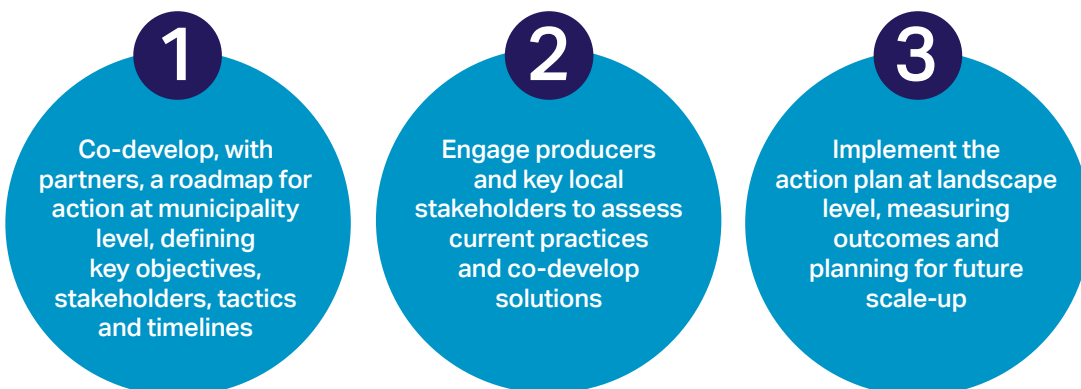 1
Co-develop, with
partners, a roadmap for
action at municipality
level, defining
key objectives,
stakeholders, tactics
and timelines
2
Engage producers
and key local
stakeholders to assess
current practices
and co-develop
solutions
3
Implement the
action plan at landscape
level, measuring
outcomes and
planning for future
scale-up